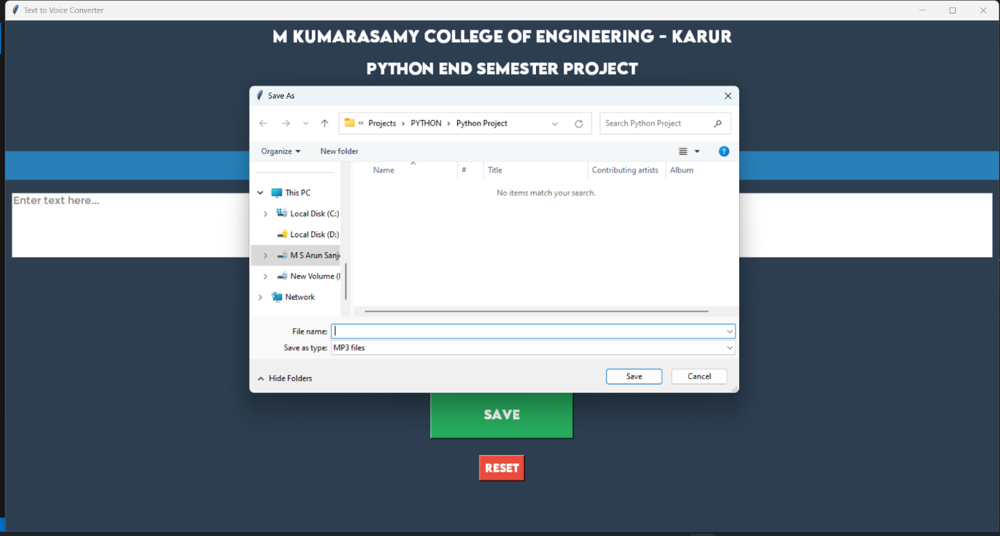 Text to Voice Converter
M KUMARASAMY COLLEGE OF ENGINEERING - KARUR
PYTHON END SEMESTER PROJECT
Save As
« Projects > PYTHON > Python Project
Search Python Project
Organize
New folder
Name
#
Title
Contributing artists
Album
This PC
No items match your search.
Enter text here...
Local Disk (C:)
Local Disk (D:)
M S Arun
New Volume
Network
File name:
Save as type: MP3 files
Hide Folders
Save
Cancel
SAVE
RESET